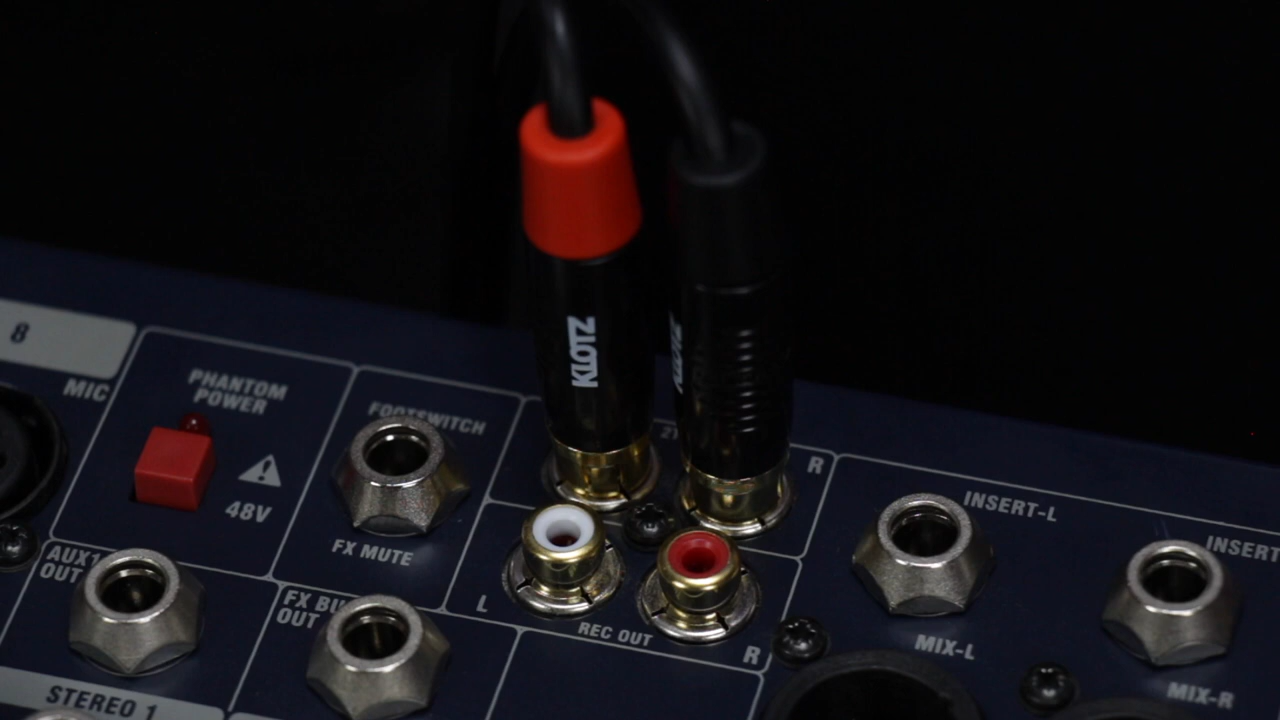 8
MIC
PHANTOM
POWER
48V
FOOTSWITCH
FX MUTE
KLOTZ
KLOTZ
R
INSERT-L
INSERT
AUX1
OUT
FX BU
OUT
L
REC OUT
R
MIX-L
MIX-R
STEREO 1